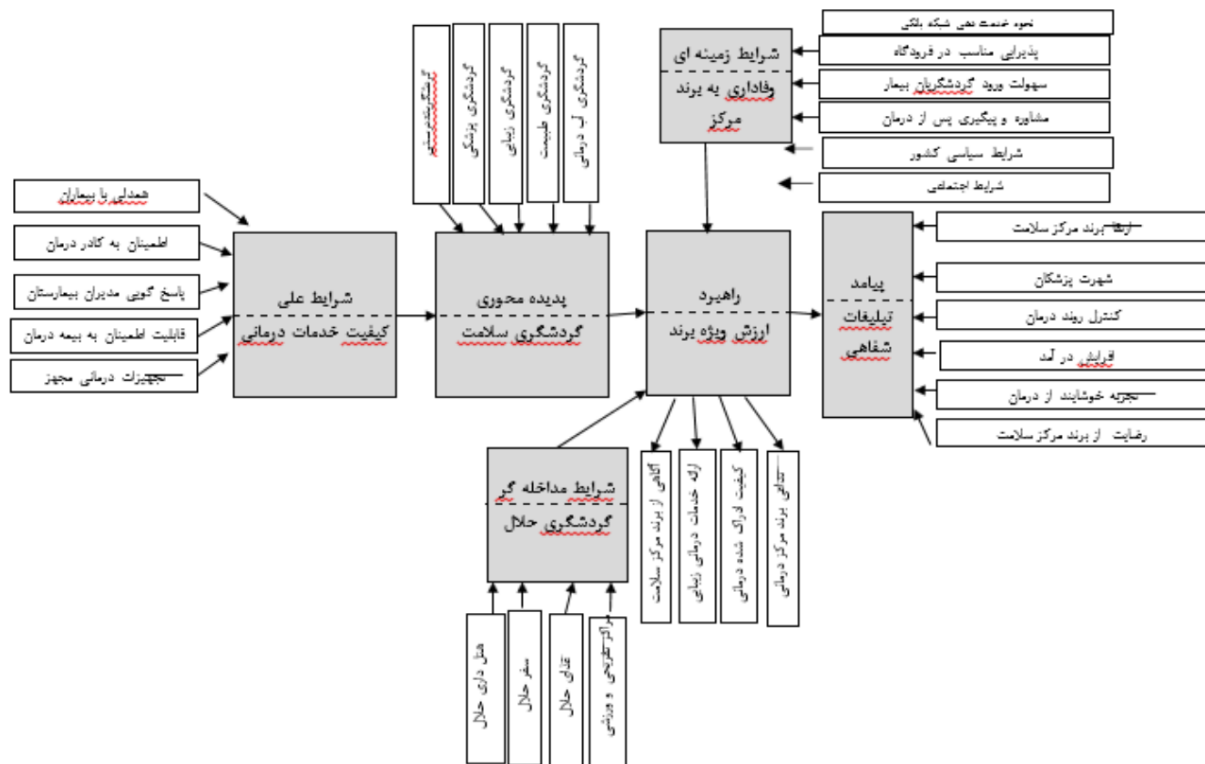 نحوه خدمت دهی شبکه بانکی
پذیرایی مناسب در فرودگاه
سهولت ورود گردشگران بیمار
مشاوره و پیگیری پس از درمان
شرایط سیاسی کشور
شرایط اجتماعی
شرایط زمینه ای
وفاداری به برند
مرکز
گردشگری آب درمانی
گردشگری طبیعت
گردشگری زیبایی
گردشگری پزشکی
همدلی با بیماران
اطمینان به کادر درمان
پاسخ گویی مدیران بیمارستان
قابلیت اطمینان به بیمه درمان
تجهیزات درمانی مجهز
شرایط علی
کیفیت خدمات درمانی
پدیده محوری
گردشگری سلامت
راهبرد
ارزش ویژه برند
پیامد
تبلیغات
شفاهی
ارتقا برند مرکز سلامت
شهرت پزشکان
کنترل روند درمان
افزایش در آمد
تجربه خوشایند از درمان
رضایت از برند مرکز سلامت
شرایط مداخله گر
گردشگری حلال
تداعی برند مرکز درمانی
کیفیت ادراک شده درمانی
ارائه خدمات درمانی زیبایی
آگاهی از برند مرکز سلامت
مراکز تفریحی و ورزشی
غذای حلال
سفر حلال
هتل داری حلال